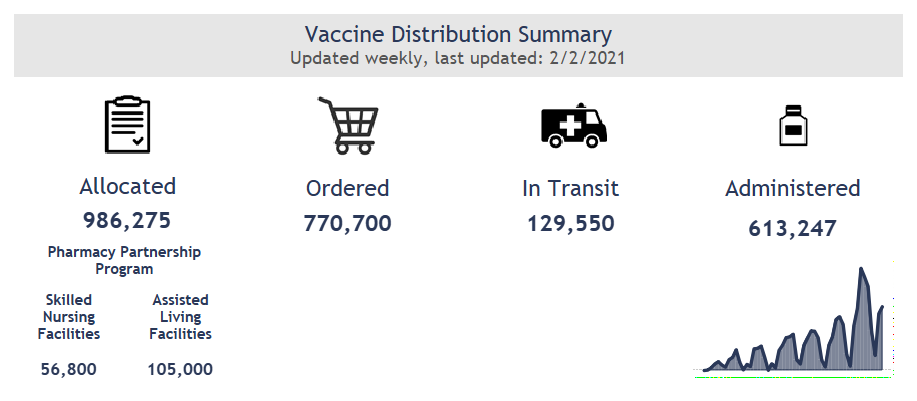 Vaccine Distribution Summary
Updated weekly, last updated: 2/2/2021
Allocated
986,275
Pharmacy Partnership
Program
Skilled
Nursing
Facilities
56,800
Assisted
Living
Facilities
105,000
Ordered
770,700
In Transit
129,550
Administered
613,247